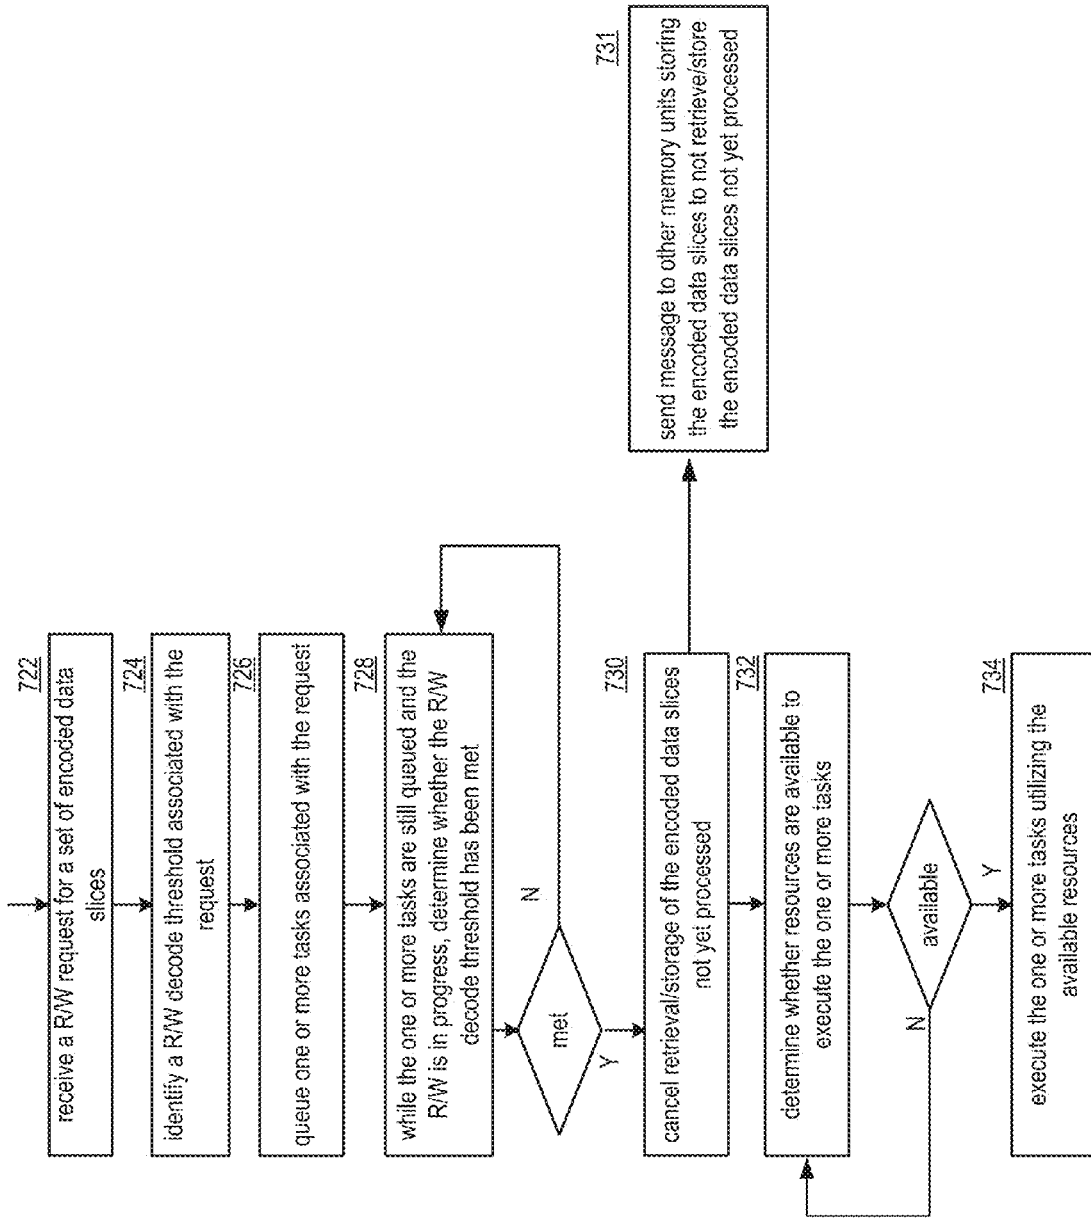 722
receive a R/W request for a set of encoded data
slices
724
identify a R/W decode threshold associated with the
request
726
queue one or more tasks associated with the request
728
while the one or more tasks are still queued and the
R/W is in progress, determine whether the R/W
decode threshold has been met
met
N
Y
730
cancel retrieval/storage of the encoded data slices
not yet processed
731
send message to other memory units storing
the encoded data slices to not retrieve/store
the encoded data slices not yet processed
732
determine whether resources are available to
execute the one or more tasks
available
N
Y
734
execute the one or more tasks utilizing the
available resources